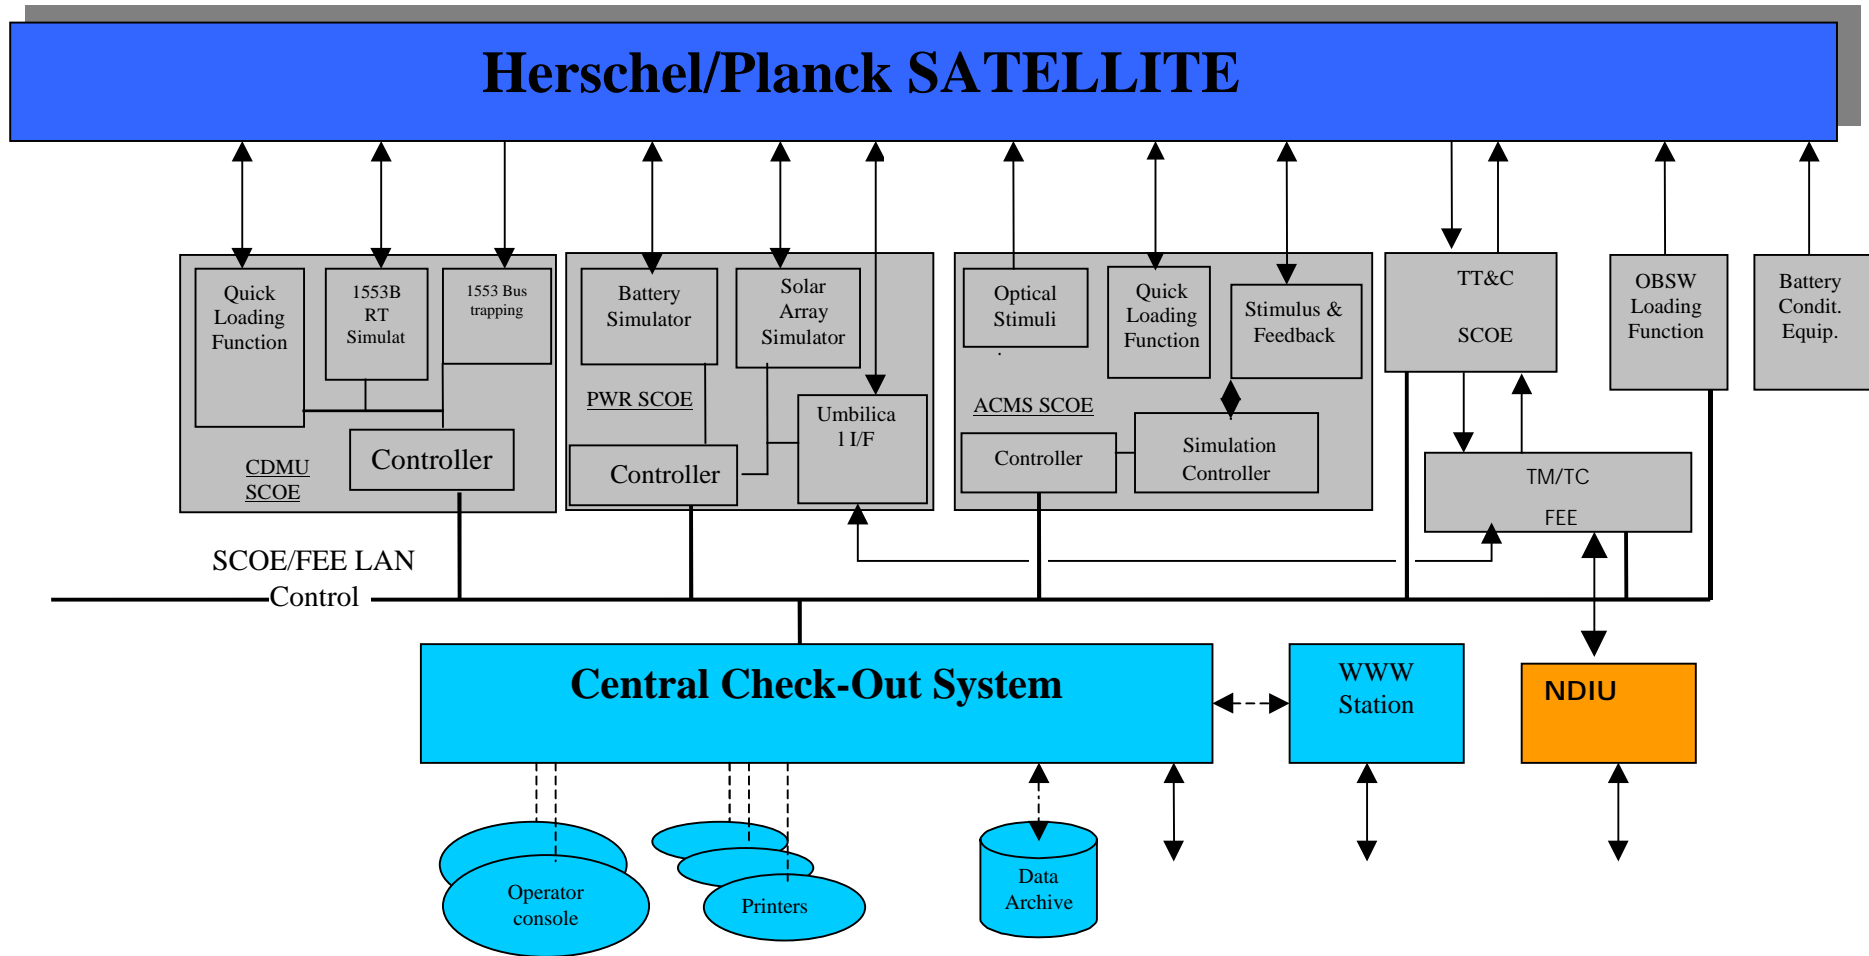 Herschel/Planck SATELLITE
Quick
Loading
Function
1553B
RT
Simulat
1553 Bus
trapping
CDMU
SCOE
Controller
Battery
Simulator
Solar
Array
Simulator
PWR SCOE
Umbilica
l I/F
Controller
Optical
Stimuli
.
Quick
Loading
Function
Stimulus &
Feedback
ACMS SCOE
Controller
Simulation
Controller
TT&C
SCOE
OBSW
Loading
Function
Battery
Condit.
Equip.
TM/TC
FEE
SCOE/FEE LAN
Control
Central Check-Out System
WWW
Station
NDIU
Operator
console
Printers
Data
Archive